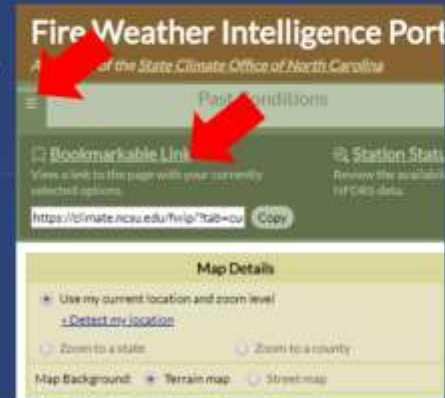 Fire Weather Intelligence Port
of the State Climate Office of North Carolina
Past Conditions
Bookmarkable Link
View a link to the page with your currently
selected options.
Station Statu
Review the availabili
NFDRS data.
https://climate.ncsu.edu/fwip/?tab=cu
Copy
Map Details
Use my current location and zoom level
+ Detect my location
Zoom to a state Zoom to a county
Map Background: Terrain map Street map